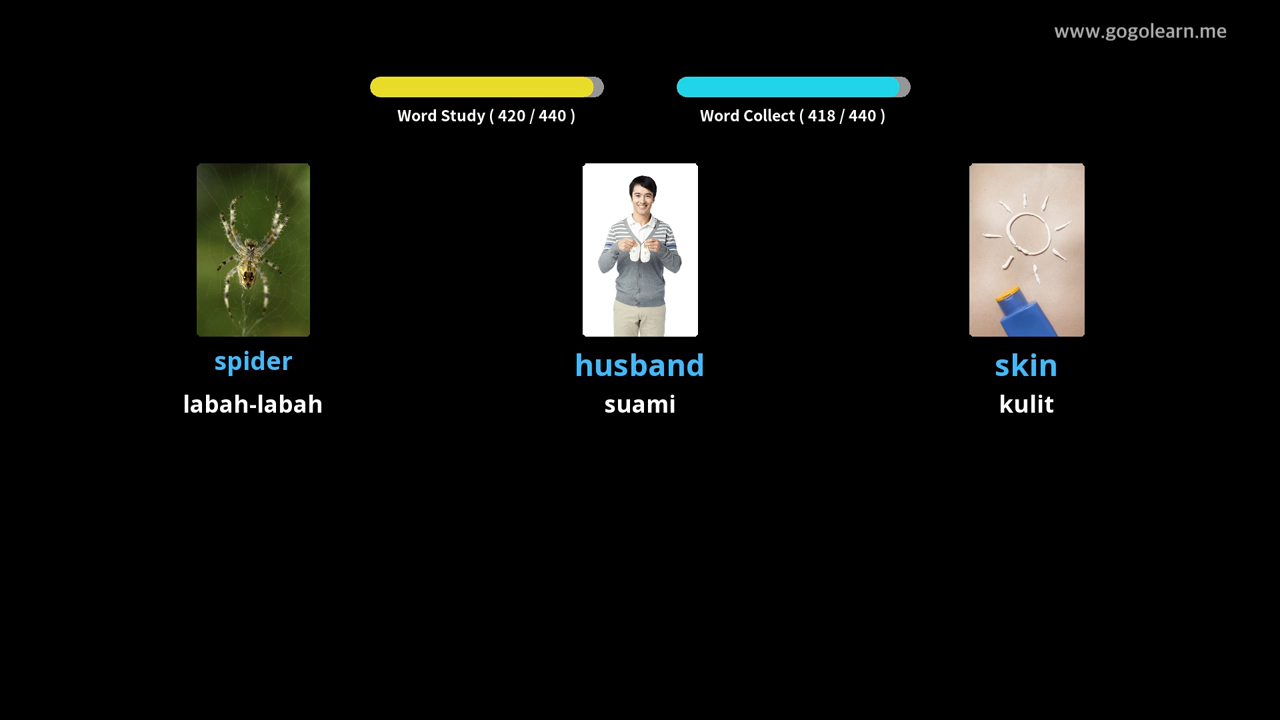 www.gogolearn.me
Word Study ( 420 / 440 )
Word Collect ( 418 / 440 )
spider
husband
skin
labah-labah
suami
kulit